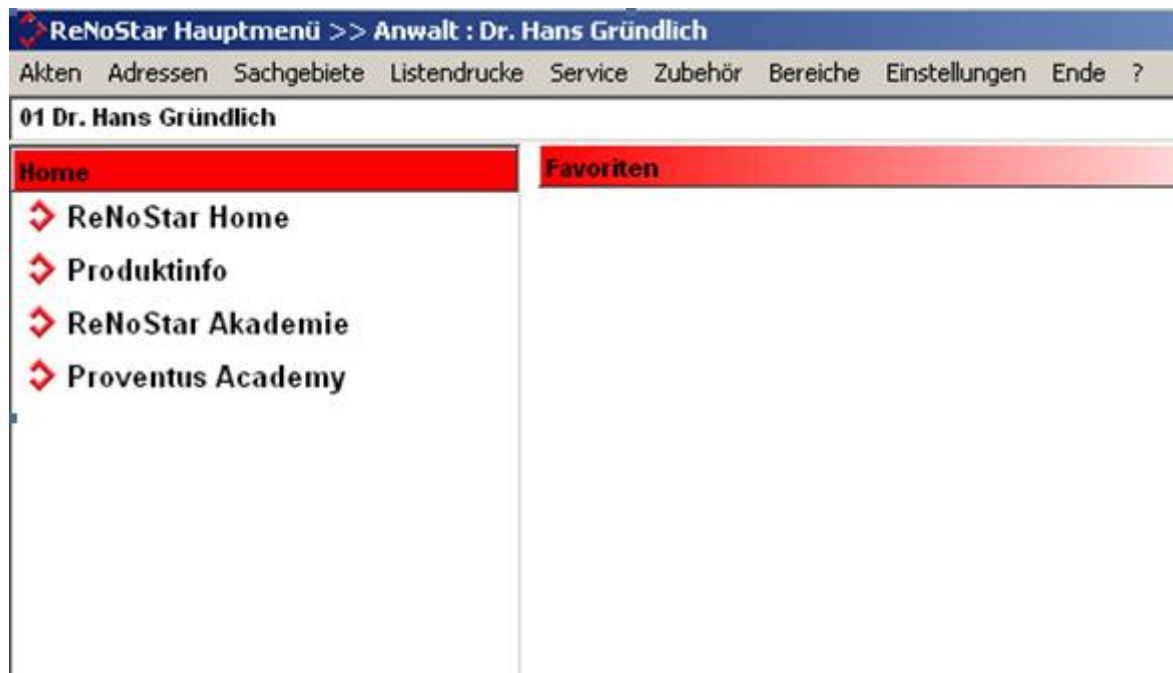 ReNoStar Hauptmenü >> Anwalt : Dr. Hans Gründlich
Akten Adressen Sachgebiete Listendrucke Service Zubehör Bereiche Einstellungen Ende ?
01 Dr. Hans Gründlich
Home
Favoriten
ReNoStar Home
Produktinfo
ReNoStar Akademie
Proventus Academy